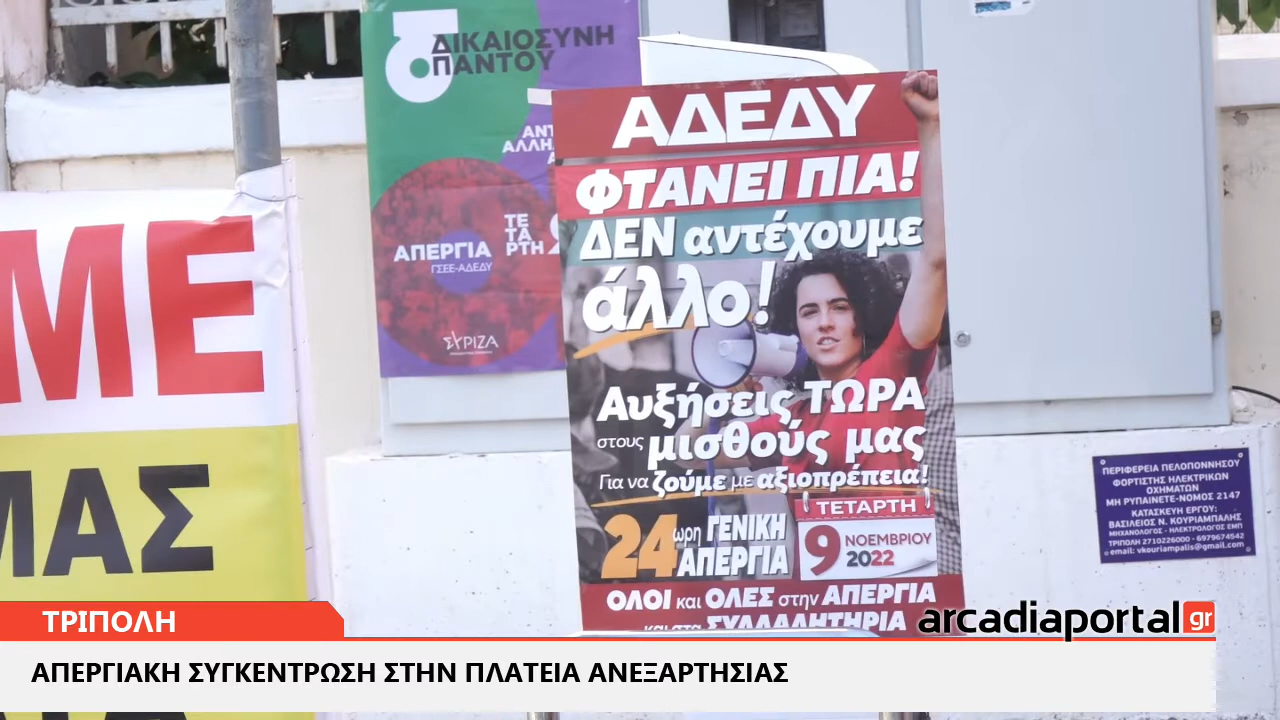 ΔΙΚΑΙΟΣΥΝΗ
ΠΑΝΤΟΥ
ΑΠΕΡΓΙΑ
ΓΣΕΕ-ΑΔΕΔΥ
ΤΕ
ΤΑ
ΡΤΗ
ΣΥΡΙΖΑ
ΑΔΕΔΥ
ΦΤΑΝΕΙ ΠΙΑ!
ΔΕΝ αντέχουμε
άλλο!
Αυξήσεις ΤΩΡΑ
στους μισθούς μας
Για να ζούμε με αξιοπρέπεια!
24ωρη ΓΕΝΙΚΗ
ΑΠΕΡΓΙΑ
ΤΕΤΑΡΤΗ
9 ΝΟΕΜΒΡΙΟΥ
2022
ΟΛΟΙ και ΟΛΕΣ στην ΑΠΕΡΓΙΑ
και στα ΣΥΛΛΑΛΗΤΗΡΙΑ
ΜΕ
ΜΑΣ
ΠΕΡΙΦΕΡΕΙΑ ΠΕΛΟΠΟΝΝΗΣΟΥ
ΦΟΡΤΙΣΤΗΣ ΗΛΕΚΤΡΙΚΩΝ
ΟΧΗΜΑΤΩΝ
ΜΗ ΡΥΠΑΙΝΕΤΕ-ΝΟΜΟΣ 2147
ΚΑΤΑΣΚΕΥΗ ΕΡΓΟΥ:
ΒΑΣΙΛΕΙΟΣ Ν. ΚΟΥΡΙΑΜΠΑΛΗΣ
ΜΗΧΑΝΟΛΟΓΟΣ - ΗΛΕΚΤΡΟΛΟΓΟΣ ΕΜΠ
ΤΡΙΠΟΛΗ 2710226000 - 6979674542
email: vkouriampalis@gmail.com
arcadiaportal gr
ΤΡΙΠΟΛΗ
ΑΠΕΡΓΙΑΚΗ ΣΥΓΚΕΝΤΡΩΣΗ ΣΤΗΝ ΠΛΑΤΕΙΑ ΑΝΕΞΑΡΤΗΣΙΑΣ